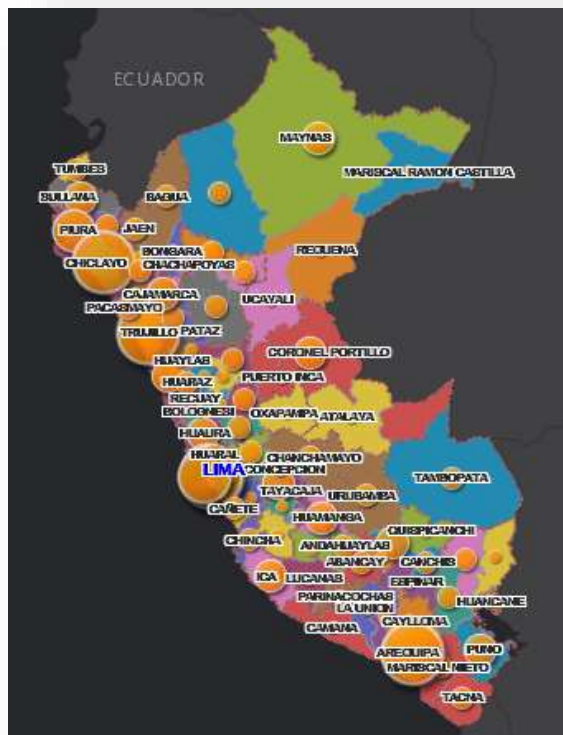 ECUADOR
MAYNAS
TUMBES
MARISCAL RAMON CASTILLA
SULLANA
BAGUA
PIURA
JAEN
BONGARA
REQUENA
CHICLAYO
CHACHAPOYAS
CAJAMARCA
UCAYALI
PACASMAYO
TRUJILLO
PATAZ
CORONEL PORTILLO
HUAYLAS
PUERTO INCA
HUARAZ
RECUAY
BOLOGNESI
OXAPAMPA
ATALAYA
HUAURA
HUARAL
CHANCHAMAYO
LIMA
CONCEPCION
TAMBOPATA
TAYACAJA
URUBAMBA
CAÑETE
HUAMANGA
QUISPICANCHI
CHINCHA
ANDAHUAYLAS
ABANCAY
CANCHIS
ICA
LUCANAS
ESPINAR
PARINACOCHAS
HUANCANE
LA UNION
CAMANA
CAYLLOMA
AREQUIPA
PUNO
MARISCAL NIETO
TACNA